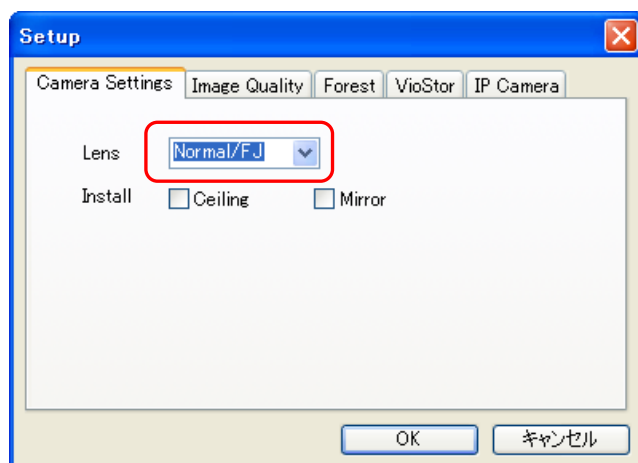 Setup
Camera Settings Image Quality Forest VioStor IP Camera
Lens Normal/FJ
Install Ceiling Mirror
OK キャンセル